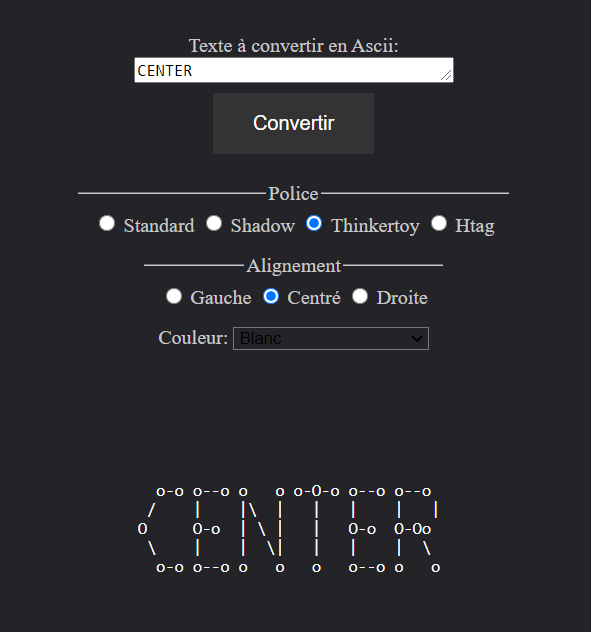 Texte à convertir en Ascii:
CENTER
Convertir
Police
Standard Shadow Thinkertoy Htag
Alignement
Gauche Centré Droite
Couleur: Blanc
  o-o o--o o   o o-O-o o--o o--o
 /    |    |\  |   |   |    |   |
O     O-o  | \ |   |   O-o  O-Oo
 \    |    |  \|   |   |    |  \
  o-o o--o o   o   o   o--o o   o